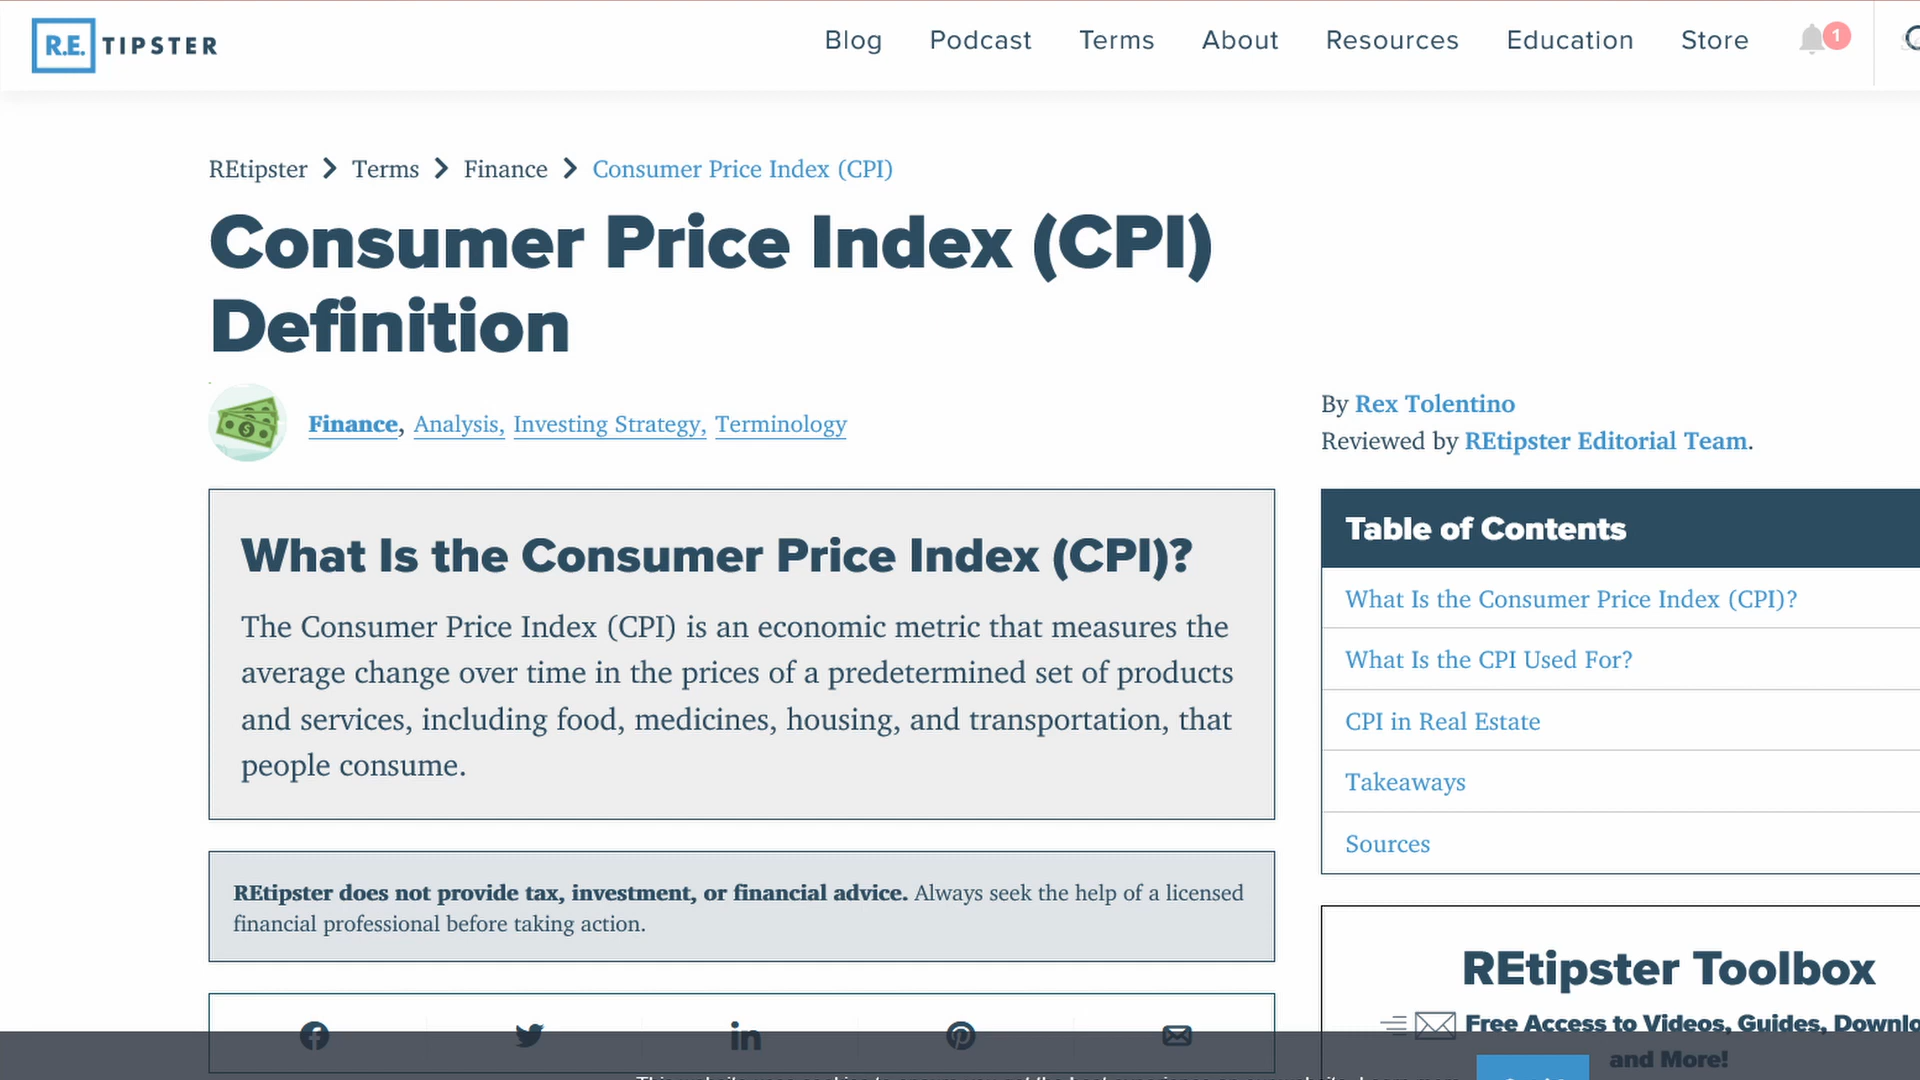 R.E. TIPSTER
Blog Podcast Terms About Resources Education Store 1
REtipster Terms Finance Consumer Price Index (CPI)
Consumer Price Index (CPI)
Definition
Finance, Analysis, Investing Strategy, Terminology
By Rex Tolentino
Reviewed by REtipster Editorial Team.
What Is the Consumer Price Index (CPI)?
The Consumer Price Index (CPI) is an economic metric that measures the
average change over time in the prices of a predetermined set of products
and services, including food, medicines, housing, and transportation, that
people consume.
REtipster does not provide tax, investment, or financial advice. Always seek the help of a licensed
financial professional before taking action.
Table of Contents
What Is the Consumer Price Index (CPI)?
What Is the CPI Used For?
CPI in Real Estate
Takeaways
Sources
REtipster Toolbox
Free Access to Videos, Guides, Downlo
and More!